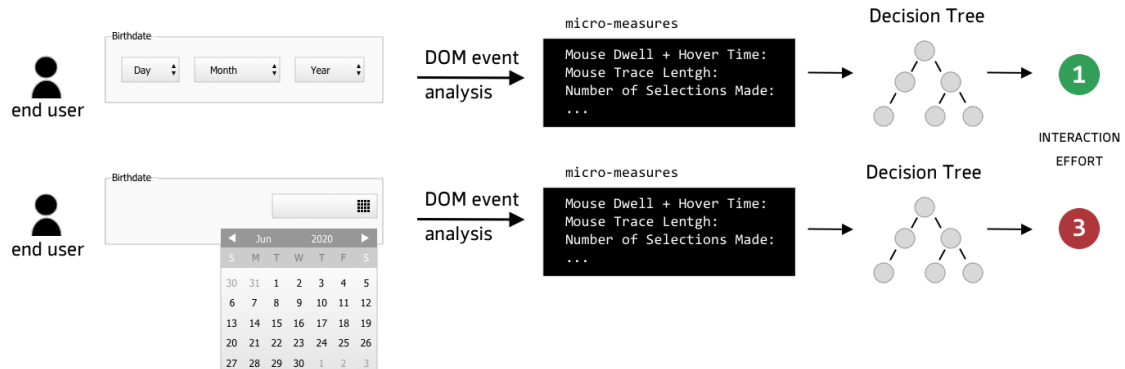 Birthdate
Day
Month
Year
end user
DOM event
analysis
micro-measures
Mouse Dwell + Hover Time:
Mouse Trace Lentgh:
Number of Selections Made:
...
Decision Tree
1
INTERACTION
EFFORT
Birthdate
end user
Jun 2020
S M T W T F S
30 31 1 2 3 4 5
6 7 8 9 10 11 12
13 14 15 16 17 18 19
20 21 22 23 24 25 26
27 28 29 30 1 2 3
DOM event
analysis
micro-measures
Mouse Dwell + Hover Time:
Mouse Trace Lentgh:
Number of Selections Made:
...
Decision Tree
3